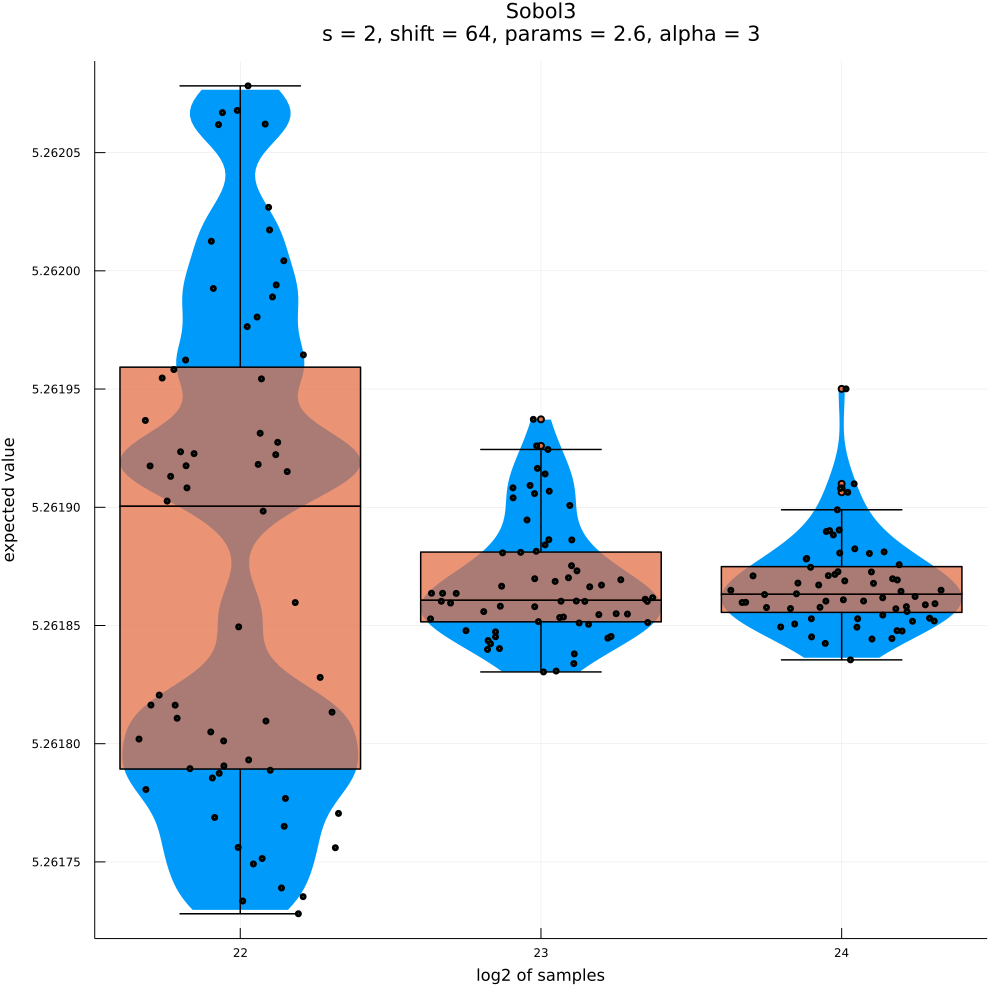 Sobol3
s = 2, shift = 64, params = 2.6, alpha = 3
5.26205
5.26200
5.26195
5.26190
5.26185
5.26180
5.26175
expected value
22
23
24
log2 of samples